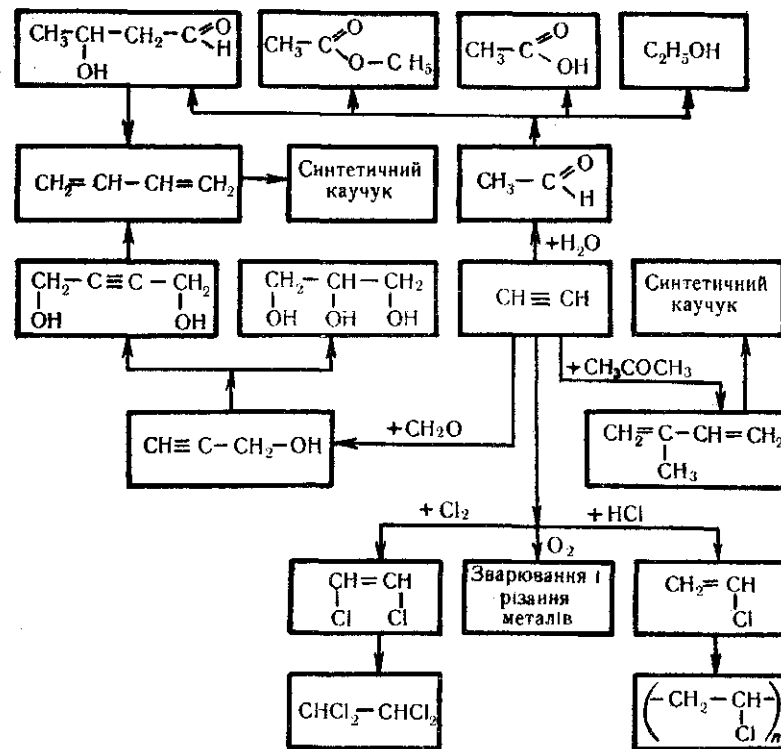 CH₃–CH–CH₂–C
O
H
OH
CH₃–C
O
O–CH₅
CH₃–C
O
OH
C₂H₅OH
CH₂=CH–CH=CH₂
Синтетичний
каучук
CH₃–C
O
H
+H₂O
CH₂–C≡C–CH₂
OH
OH
CH₂–CH–CH₂
OH OH OH
CH≡CH
Синтетичний
каучук
+CH₃COCH₃
CH≡C–CH₂–OH
+CH₂O
CH₂=C–CH=CH₂
CH₃
+Cl₂
+HCl
O₂
CH=CH
Cl Cl
Зварювання і
різання
металів
CH₂=CH
Cl
CHCl₂–CHCl₂
(–CH₂–CH–)n
Cl